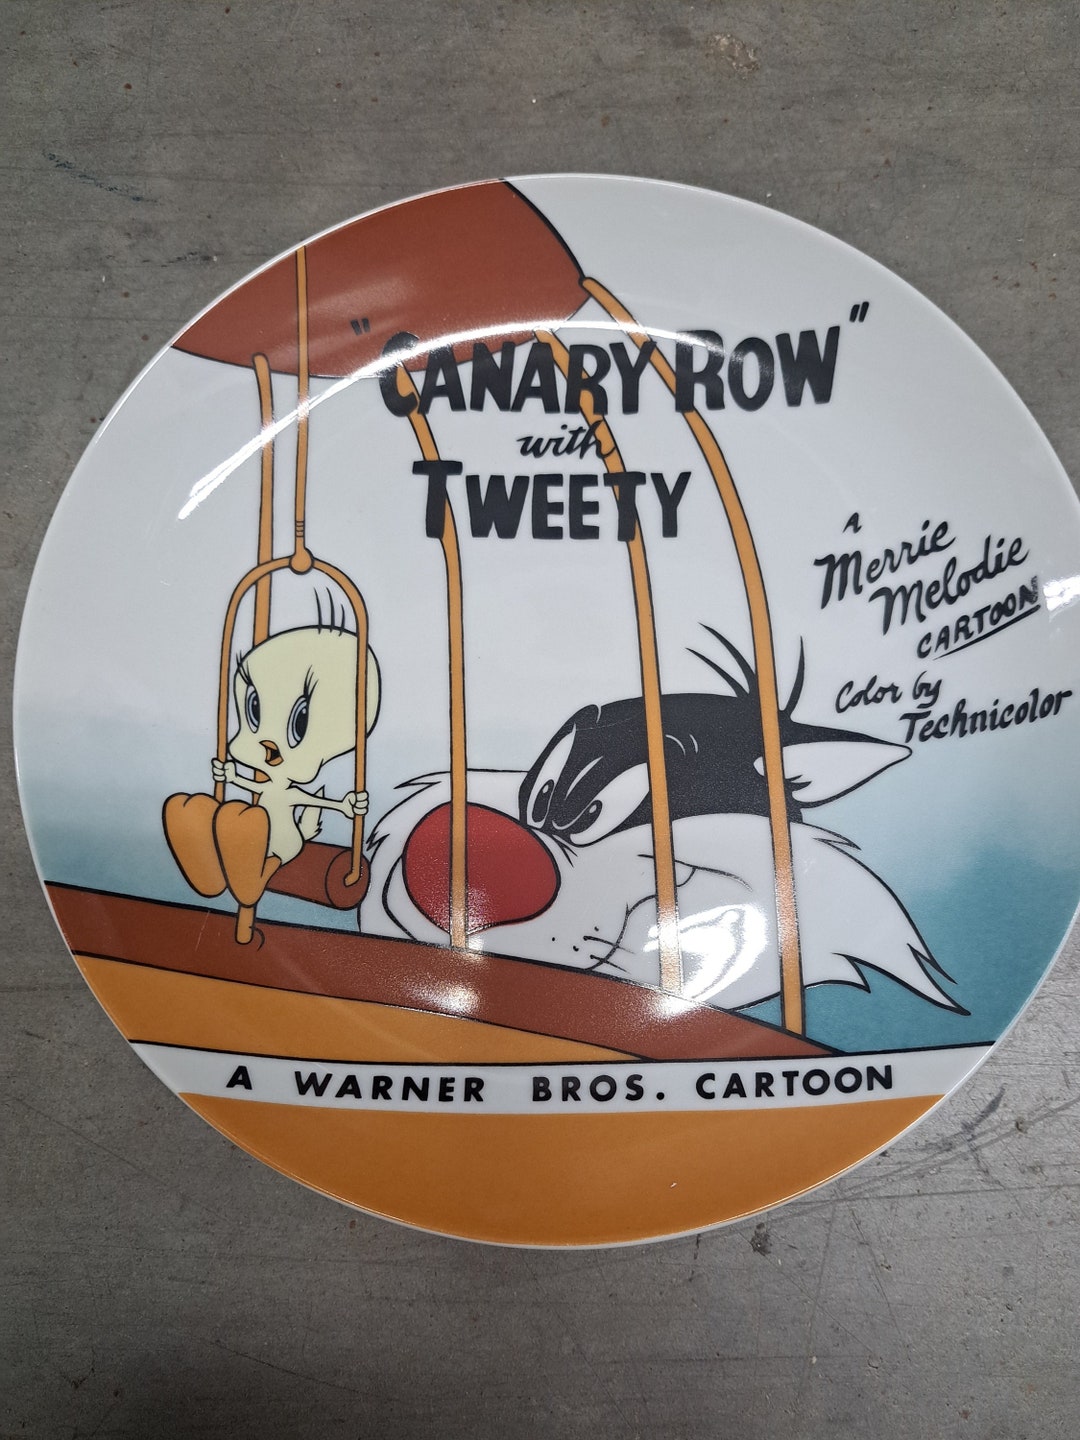 "CANARY ROW"
with
TWEETY
A
Merrie
Melodie
CARTOON
Color by
Technicolor
A WARNER BROS. CARTOON